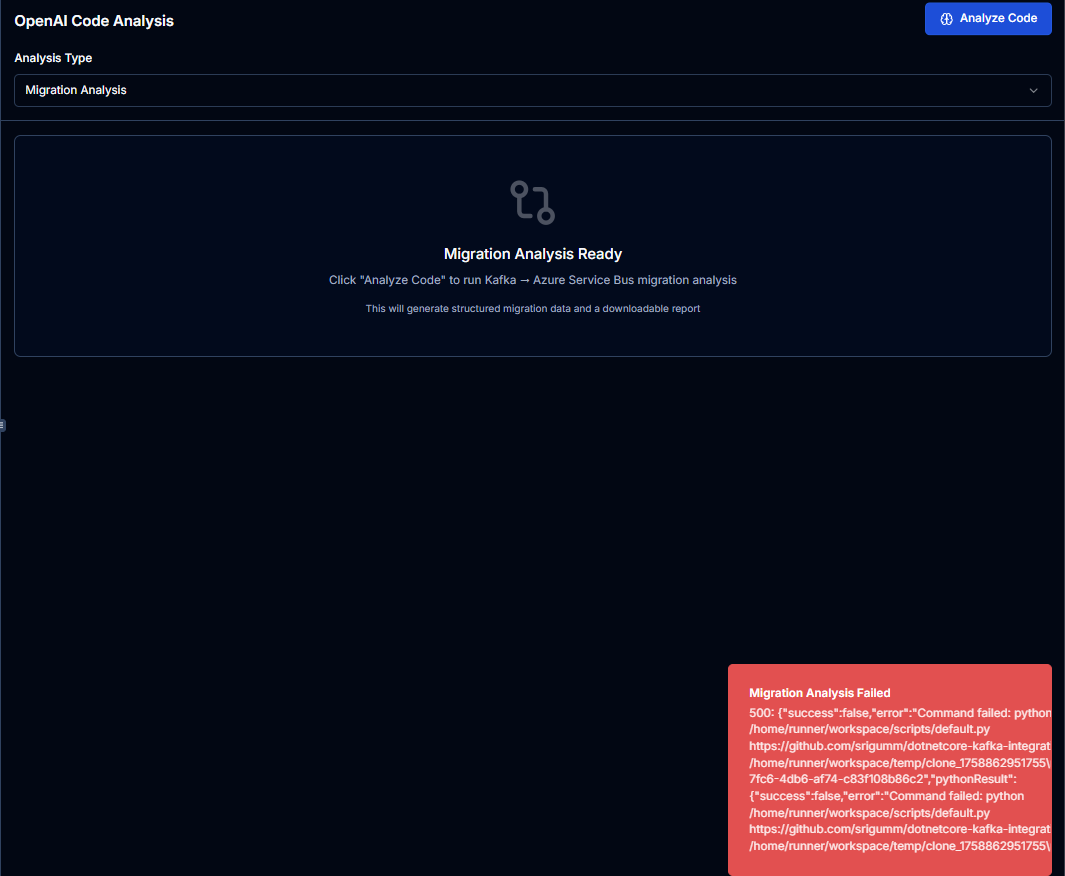 OpenAI Code Analysis
Analyze Code
Analysis Type
Migration Analysis
Migration Analysis Ready
Click "Analyze Code" to run Kafka → Azure Service Bus migration analysis
This will generate structured migration data and a downloadable report
Migration Analysis Failed
500: {"success":false,"error":"Command failed: python
/home/runner/workspace/scripts/default.py
https://github.com/srigumm/dotnetcore-kafka-integrat
/home/runner/workspace/temp/clone_1758862951755\
7fc6-4db6-af74-c83f108b86c2","pythonResult":
{"success":false,"error":"Command failed: python
/home/runner/workspace/scripts/default.py
https://github.com/srigumm/dotnetcore-kafka-integrat
/home/runner/workspace/temp/clone_1758862951755\